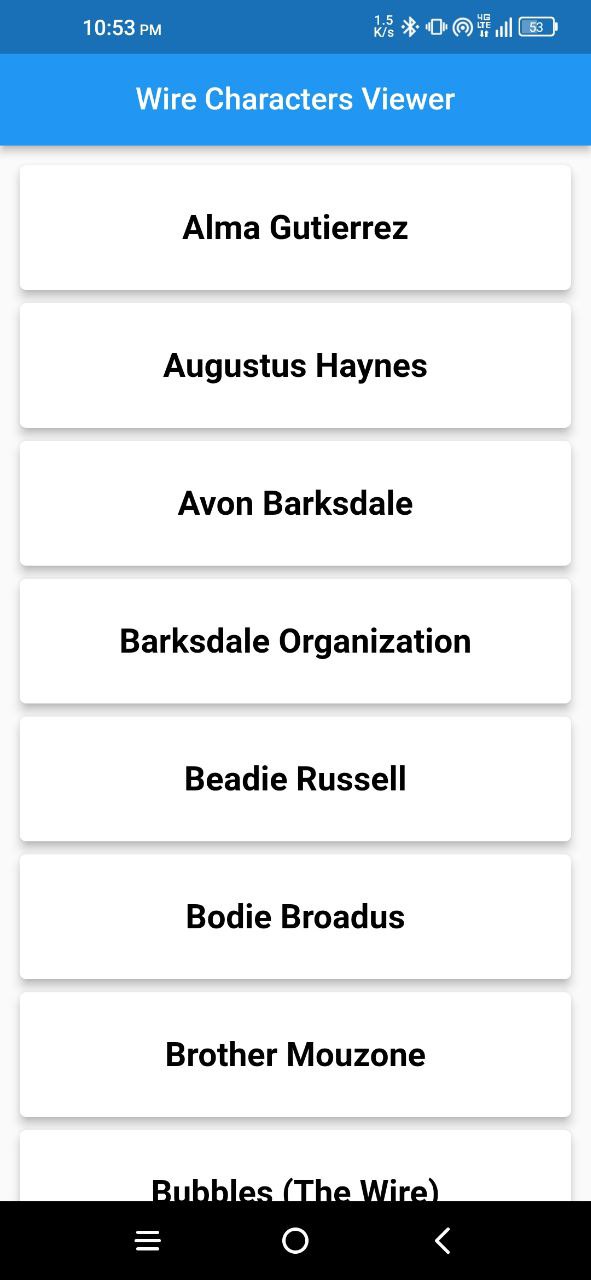 10:53 PM
1.5
K/s
4G
LTE
53
Wire Characters Viewer
Alma Gutierrez
Augustus Haynes
Avon Barksdale
Barksdale Organization
Beadie Russell
Bodie Broadus
Brother Mouzone
Bubbles (The Wire)